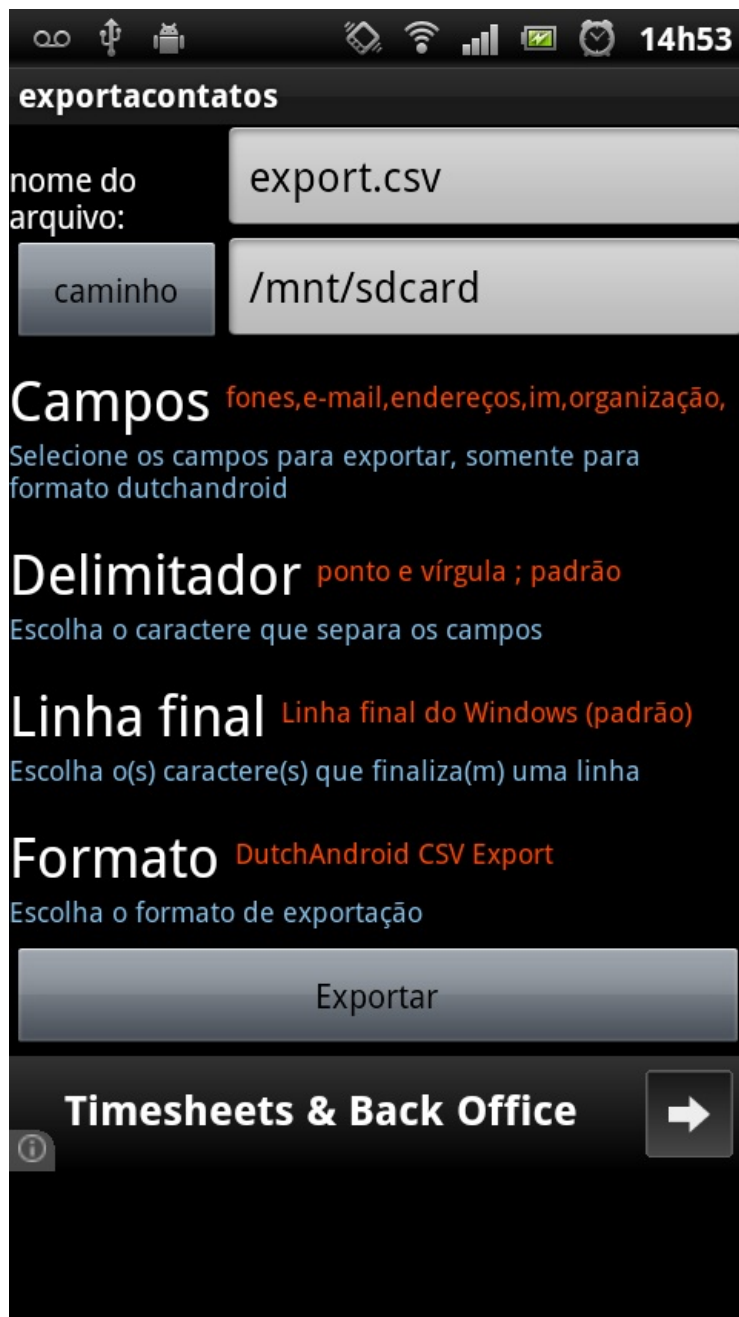 14h53
exportacontatos
nome do
arquivo:
export.csv
caminho
/mnt/sdcard
Campos fones,e-mail,endereços,im,organização,
Selecione os campos para exportar, somente para
formato dutchandroid
Delimitador ponto e vírgula ; padrão
Escolha o caractere que separa os campos
Linha final Linha final do Windows (padrão)
Escolha o(s) caractere(s) que finaliza(m) uma linha
Formato DutchAndroid CSV Export
Escolha o formato de exportação
Exportar
Timesheets & Back Office